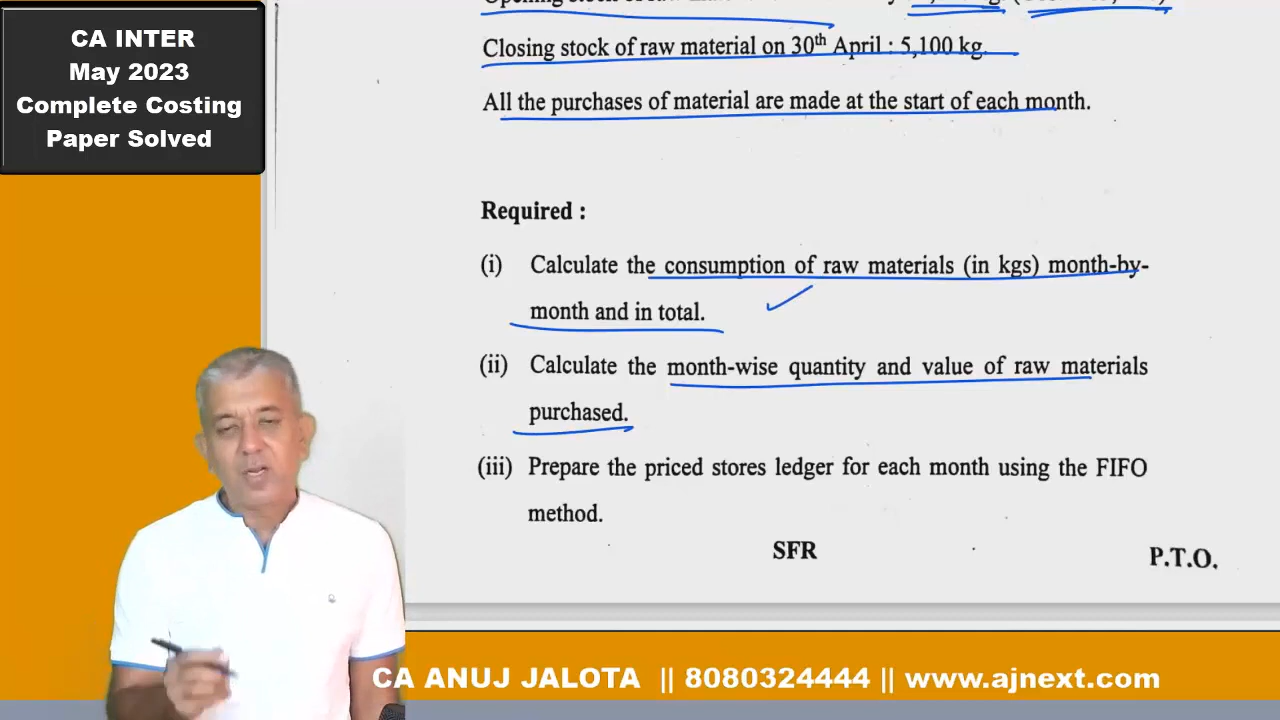 CA INTER
May 2023
Complete Costing
Paper Solved
Closing stock of raw material on 30th April : 5,100 kg.
All the purchases of material are made at the start of each month.
Required :
(i) Calculate the consumption of raw materials (in kgs) month-by-
month and in total.
(ii) Calculate the month-wise quantity and value of raw materials
purchased.
(iii) Prepare the priced stores ledger for each month using the FIFO
method.
SFR
P.T.O.
CA ANUJ JALOTA || 8080324444 || www.ajnext.com